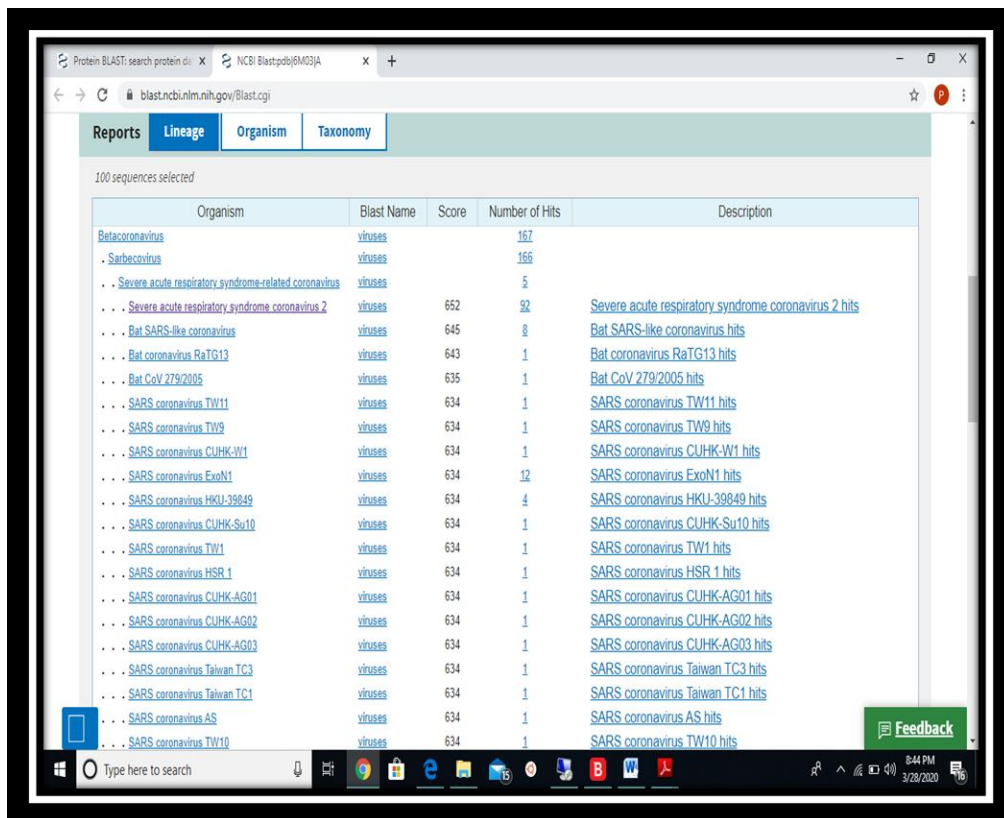 Protein BLAST: search protein da
NCBI Blast:pdb|6M03|A
blast.ncbi.nlm.nih.gov/Blast.cgi
P
Reports Lineage Organism Taxonomy
100 sequences selected
Organism Blast Name Score Number of Hits Description
Betacoronavirus viruses 167
. Sarbecovirus viruses 166
. . Severe acute respiratory syndrome-related coronavirus viruses 5
. . . Severe acute respiratory syndrome coronavirus 2 viruses 652 92 Severe acute respiratory syndrome coronavirus 2 hits
. . . Bat SARS-like coronavirus viruses 645 8 Bat SARS-like coronavirus hits
. . . Bat coronavirus RaTG13 viruses 643 1 Bat coronavirus RaTG13 hits
. . . Bat CoV 279/2005 viruses 635 1 Bat CoV 279/2005 hits
. . . SARS coronavirus TW11 viruses 634 1 SARS coronavirus TW11 hits
. . . SARS coronavirus TW9 viruses 634 1 SARS coronavirus TW9 hits
. . . SARS coronavirus CUHK-W1 viruses 634 1 SARS coronavirus CUHK-W1 hits
. . . SARS coronavirus ExoN1 viruses 634 12 SARS coronavirus ExoN1 hits
. . . SARS coronavirus HKU-39849 viruses 634 4 SARS coronavirus HKU-39849 hits
. . . SARS coronavirus CUHK-Su10 viruses 634 1 SARS coronavirus CUHK-Su10 hits
. . . SARS coronavirus TW1 viruses 634 1 SARS coronavirus TW1 hits
. . . SARS coronavirus HSR 1 viruses 634 1 SARS coronavirus HSR 1 hits
. . . SARS coronavirus CUHK-AG01 viruses 634 1 SARS coronavirus CUHK-AG01 hits
. . . SARS coronavirus CUHK-AG02 viruses 634 1 SARS coronavirus CUHK-AG02 hits
. . . SARS coronavirus CUHK-AG03 viruses 634 1 SARS coronavirus CUHK-AG03 hits
. . . SARS coronavirus Taiwan TC3 viruses 634 1 SARS coronavirus Taiwan TC3 hits
. . . SARS coronavirus Taiwan TC1 viruses 634 1 SARS coronavirus Taiwan TC1 hits
. . . SARS coronavirus AS viruses 634 1 SARS coronavirus AS hits
. . . SARS coronavirus TW10 viruses 634 1 SARS coronavirus TW10 hits
Feedback
Type here to search
15
B
W
8:44 PM
3/28/2020
16